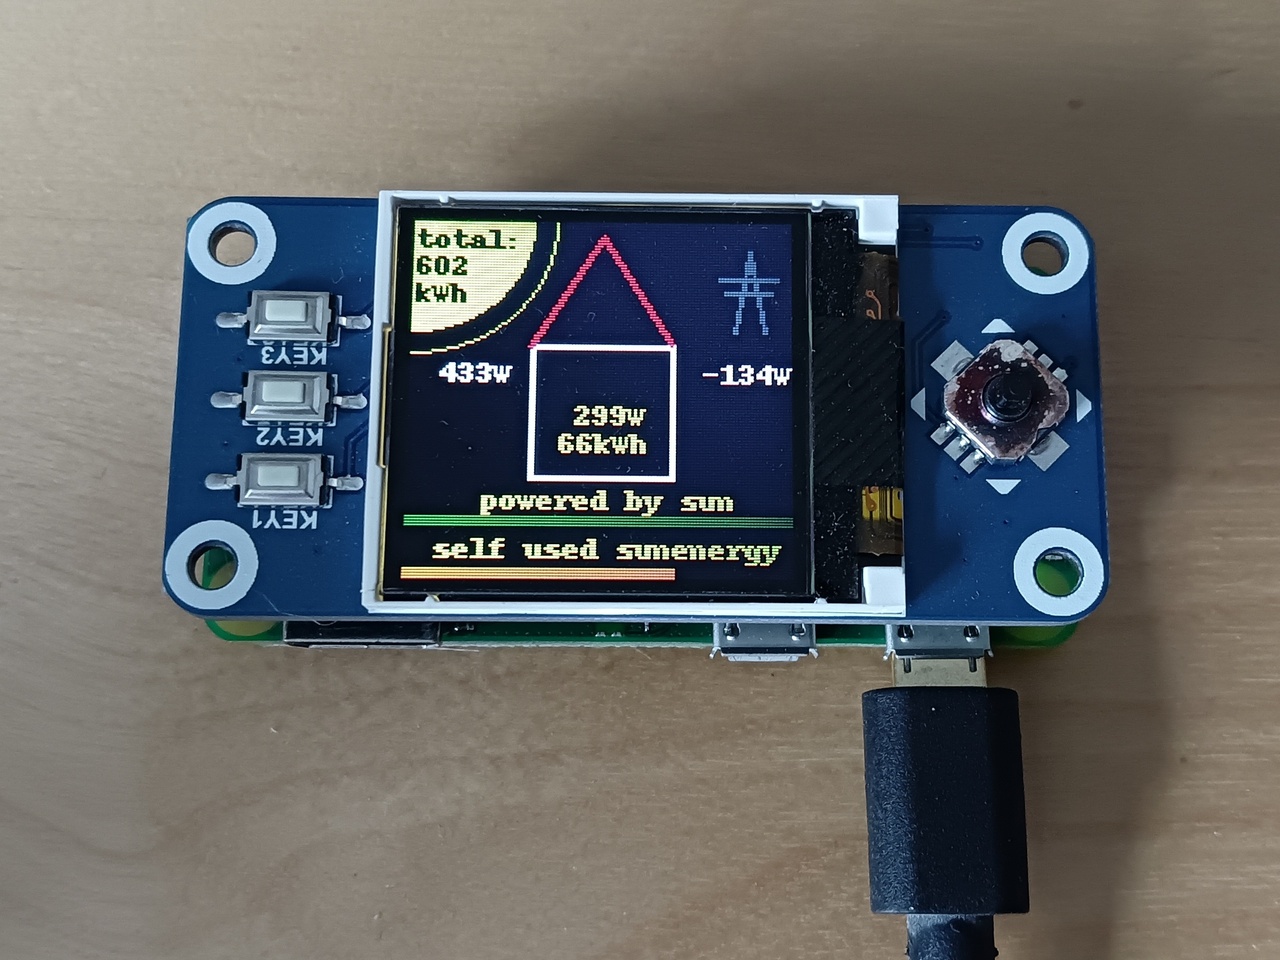 total:
602
kwh
433w
-134w
299w
66kwh
powered by sun
self used sunenergy
KEY3
KEY2
KEY1